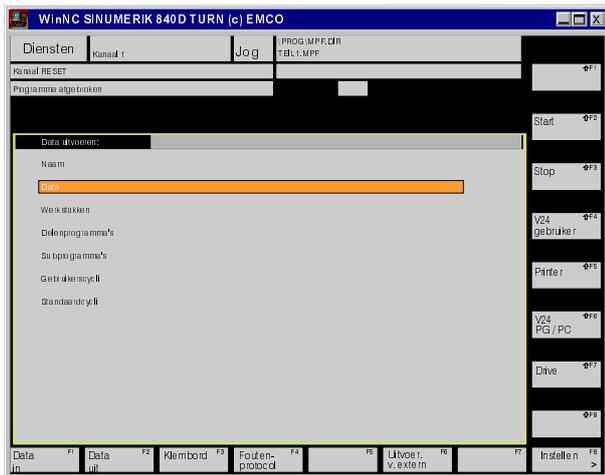 WinNC SINUMERIK 840D TURN (c) EMCO
Diensten
Kanaal 1
Jog
\PROG\MPF.DIR
TEIL1.MPF
Kanaal RESET
Programma afgebroken
F1
Start F2
Data uitvoeren:
Naam
Stop F3
Data
Werkstukken
V24 F4
gebruiker
Delenprogramma's
Subprogramma's
Printer F5
Gebruikerscycli
Standaardcycli
V24 F6
PG / PC
Drive F7
F8
Data in F1
Data uit F2
Klembord F3
Fouten-protocol F4
F5
Uitvoer. v. extern F6
F7
Instellen F8
>